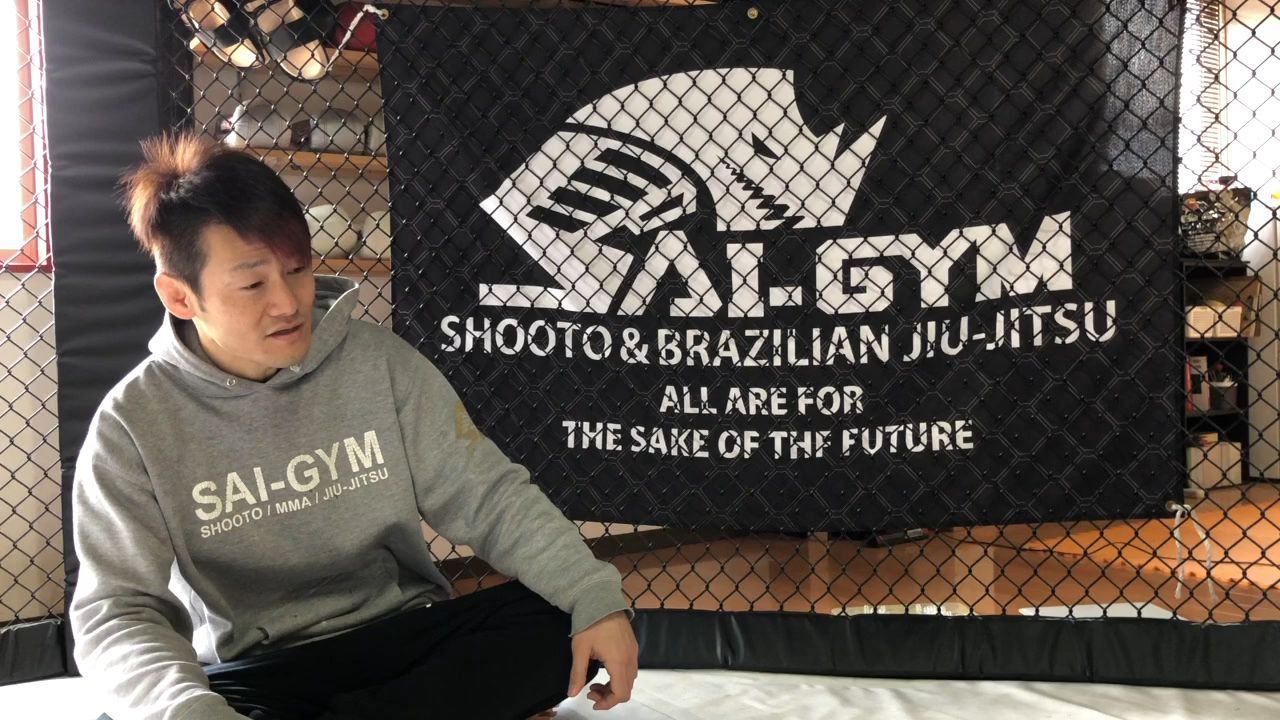 SAI-GYM
SHOOTO & BRAZILIAN JIU-JITSU
ALL ARE FOR
THE SAKE OF THE FUTURE
SAI-GYM
SHOOTO / MMA / JIU-JITSU